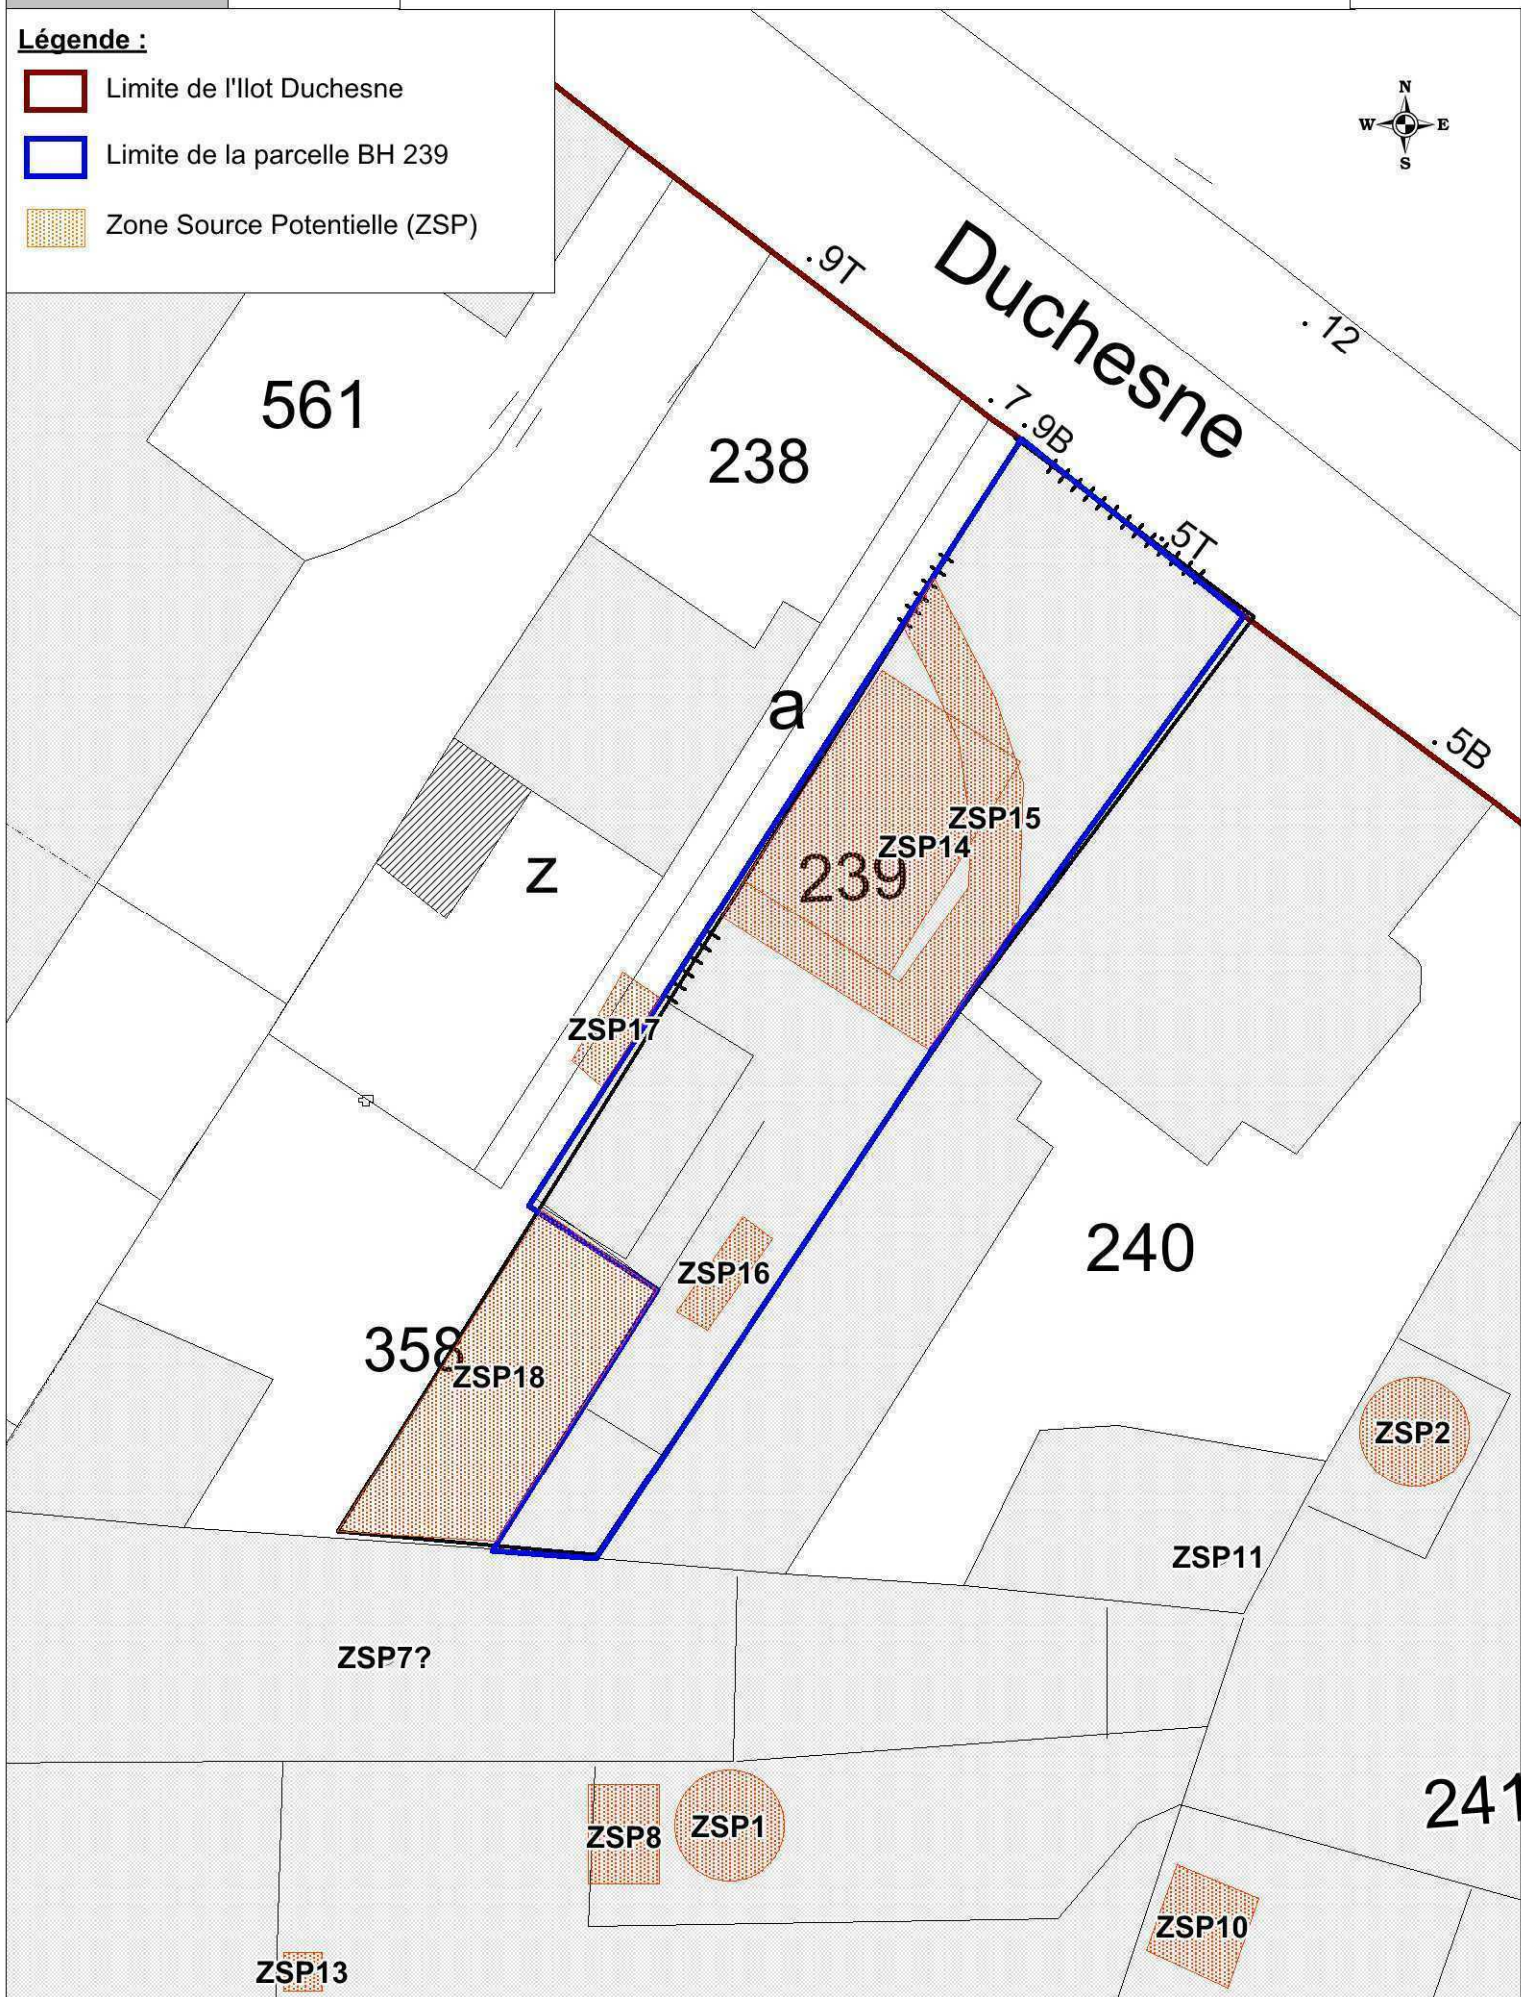 Légende :
Limite de l'Ilot Duchesne
Limite de la parcelle BH 239
Zone Source Potentielle (ZSP)
N
W E
S
.9T
Duchesne
. 12
561
238
. 7
.9B
.5T
a
.5B
ZSP15
ZSP14
239
z
ZSP17
240
ZSP16
358
ZSP18
ZSP2
ZSP11
ZSP7?
241
ZSP8
ZSP1
ZSP10
ZSP13